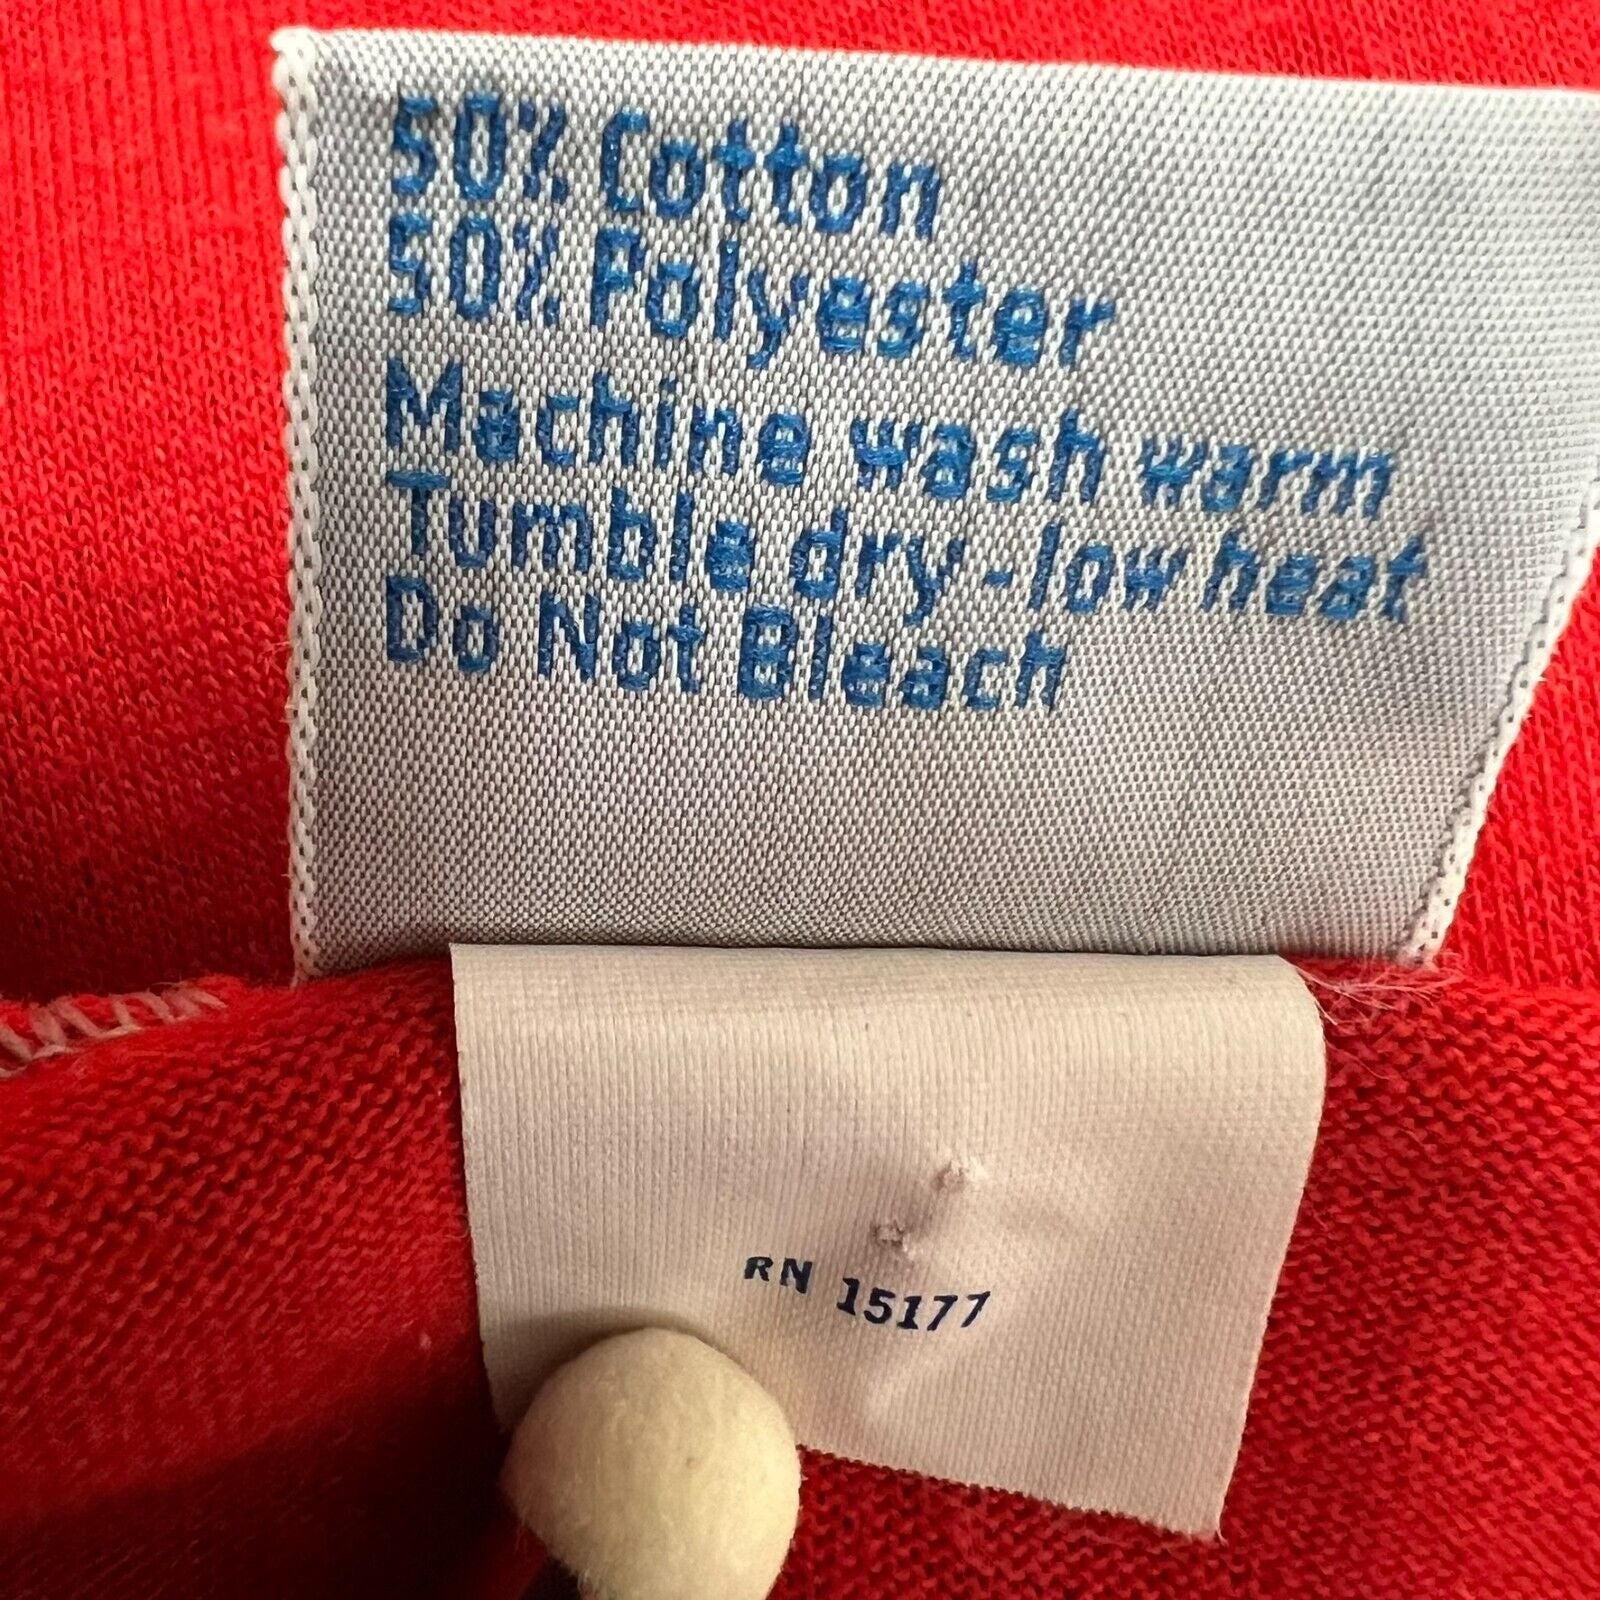 50% Cotton
50% Polyester
Machine wash warm
Tumble dry - low heat
Do Not Bleach
RN 15177